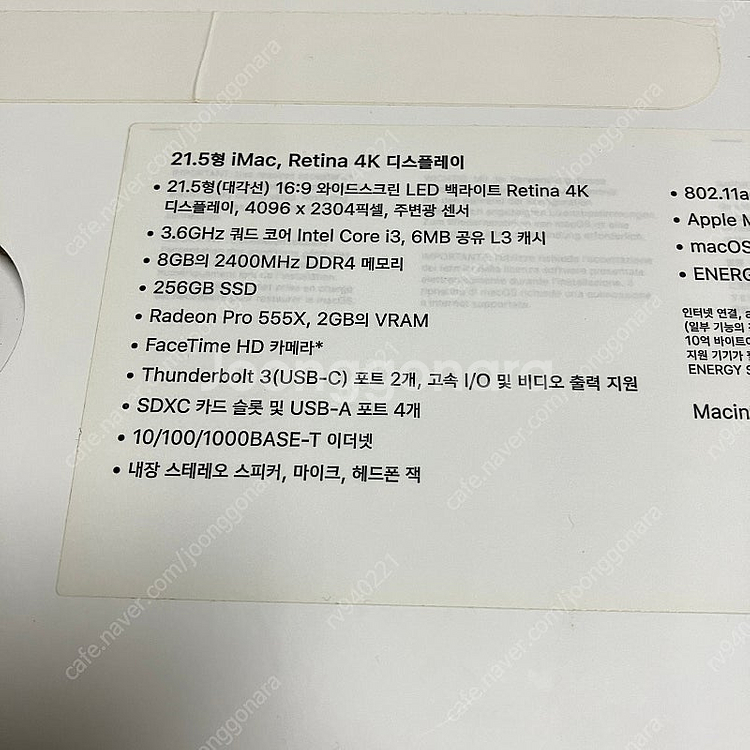 21.5형 iMac, Retina 4K 디스플레이
• 21.5형(대각선) 16:9 와이드스크린 LED 백라이트 Retina 4K
디스플레이, 4096 x 2304픽셀, 주변광 센서
• 3.6GHz 쿼드 코어 Intel Core i3, 6MB 공유 L3 캐시
• 8GB의 2400MHz DDR4 메모리
• 256GB SSD
• Radeon Pro 555X, 2GB의 VRAM
• FaceTime HD 카메라*
• Thunderbolt 3(USB-C) 포트 2개, 고속 I/O 및 비디오 출력 지원
• SDXC 카드 슬롯 및 USB-A 포트 4개
• 10/100/1000BASE-T 이더넷
• 내장 스테레오 스피커, 마이크, 헤드폰 잭
• 802.11a
• Apple M
• macOS
• ENERG
인터넷 연결, a
(일부 기능의
10억 바이트
지원 기기가
ENERGY S
Macin
joonggonara
cafe.naver.com/joonggonara
rv940221